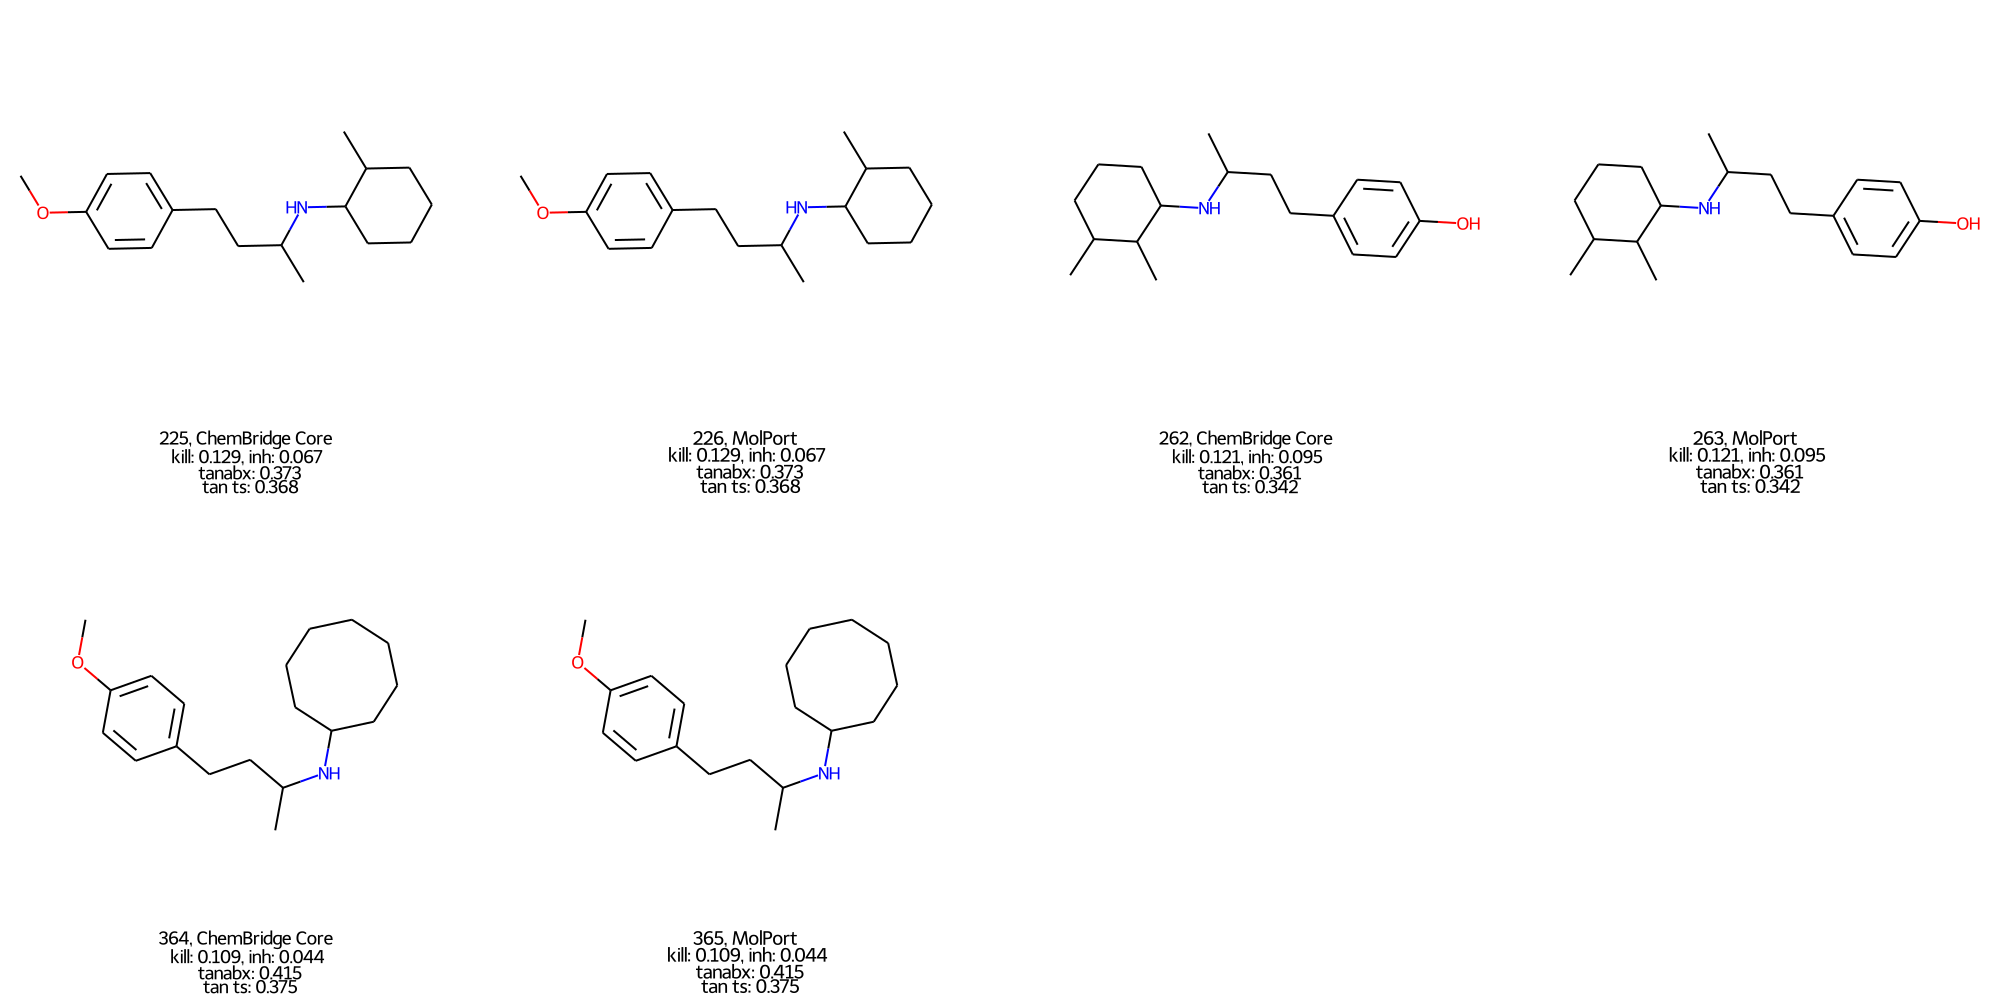 O
HN
225, ChemBridge Core
kill: 0.129, inh: 0.067
tanabx: 0.373
tan ts: 0.368
O
HN
226, MolPort
kill: 0.129, inh: 0.067
tanabx: 0.373
tan ts: 0.368
NH
OH
262, ChemBridge Core
kill: 0.121, inh: 0.095
tanabx: 0.361
tan ts: 0.342
NH
OH
263, MolPort
kill: 0.121, inh: 0.095
tanabx: 0.361
tan ts: 0.342
O
NH
364, ChemBridge Core
kill: 0.109, inh: 0.044
tanabx: 0.415
tan ts: 0.375
O
NH
365, MolPort
kill: 0.109, inh: 0.044
tanabx: 0.415
tan ts: 0.375